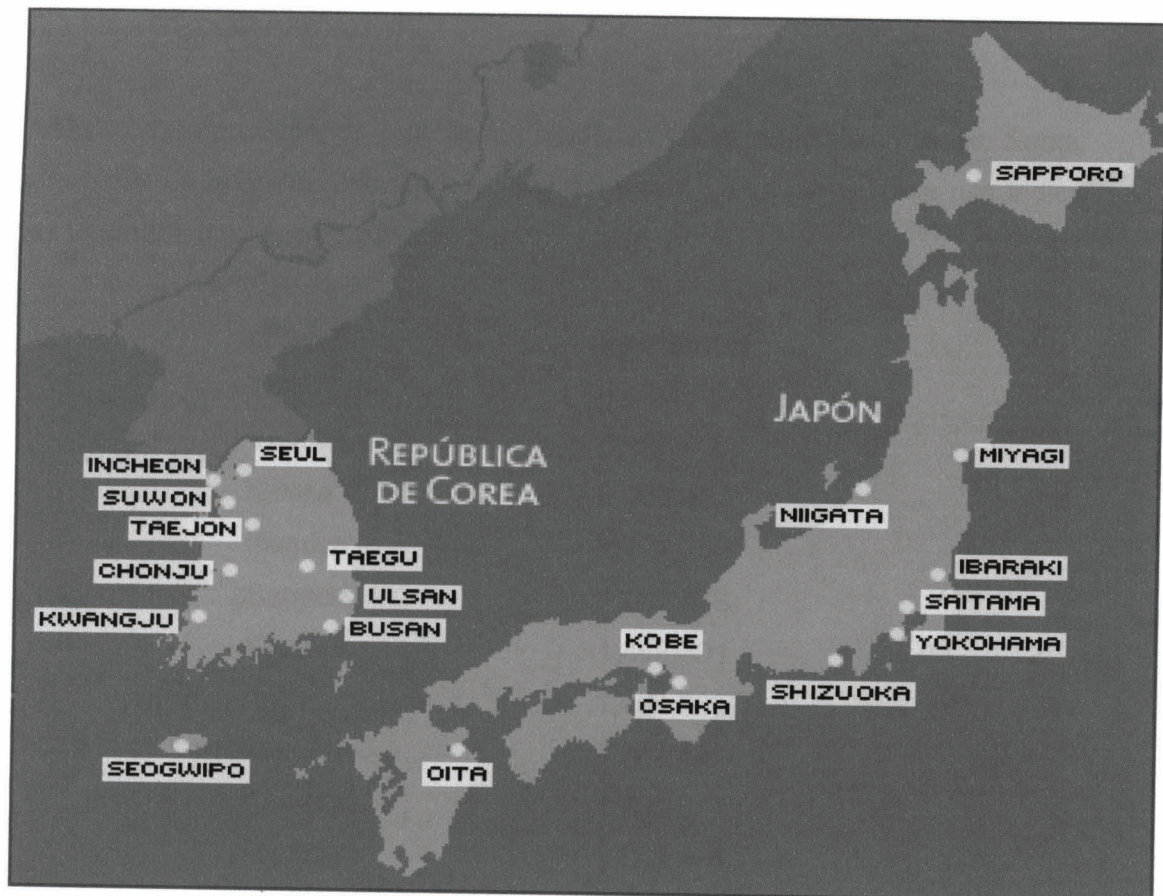 SAPPORO
JAPÓN
REPÚBLICA
DE COREA
SEUL
INCHEON
SUWON
TAEJON
CHONJU
TAEGU
ULSAN
KWANGJU
BUSAN
SEOGWIPO
MIYAGI
NIIGATA
IBARAKI
SAITAMA
YOKOHAMA
KOBE
SHIZUOKA
OSAKA
OITA